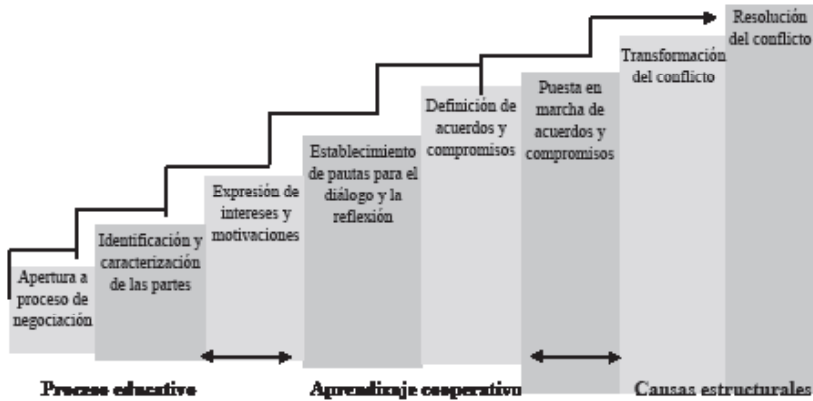 Apertura a
proceso de
negociación
Identificación y
caracterización
de las partes
Expresión de
intereses y
motivaciones
Establecimiento
de pautas para el
diálogo y la
reflexión
Definición de
acuerdos y
compromisos
Puesta en
marcha de
acuerdos y
compromisos
Transformación
del conflicto
Resolución
del conflicto
Proceso educativo
Aprendizaje cooperativo
Causas estructurales